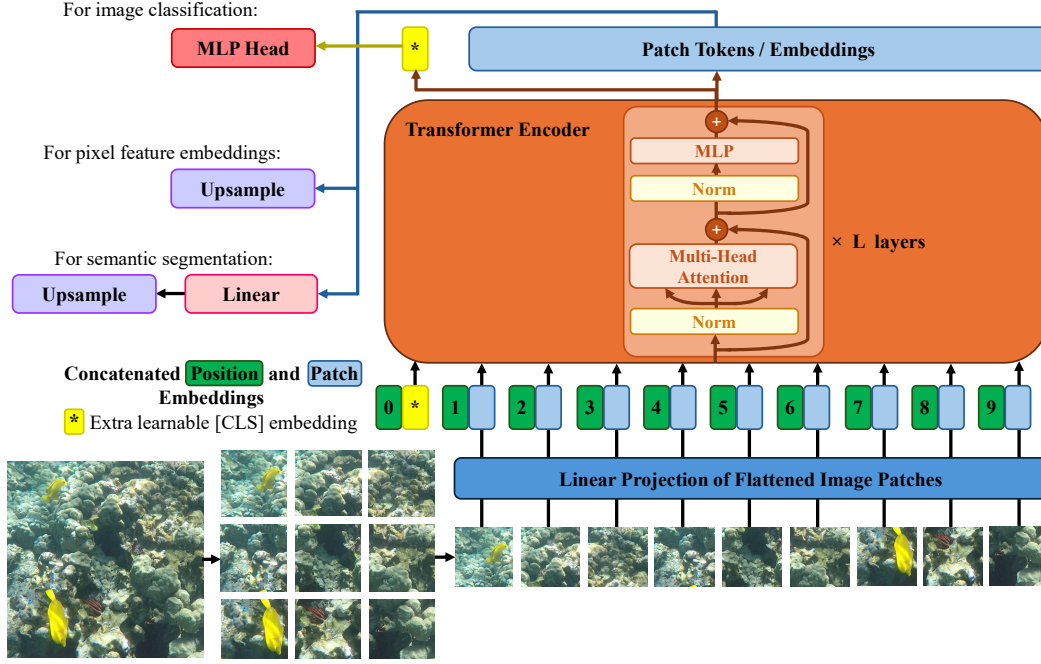 For image classification:
MLP Head
*
Patch Tokens / Embeddings
Transformer Encoder
+
MLP
Norm
For pixel feature embeddings:
Upsample
+
× L layers
Multi-Head
Attention
For semantic segmentation:
Upsample
Linear
Norm
Concatenated Position and Patch
Embeddings
* Extra learnable [CLS] embedding
0 * 1 2 3 4 5 6 7 8 9
Linear Projection of Flattened Image Patches